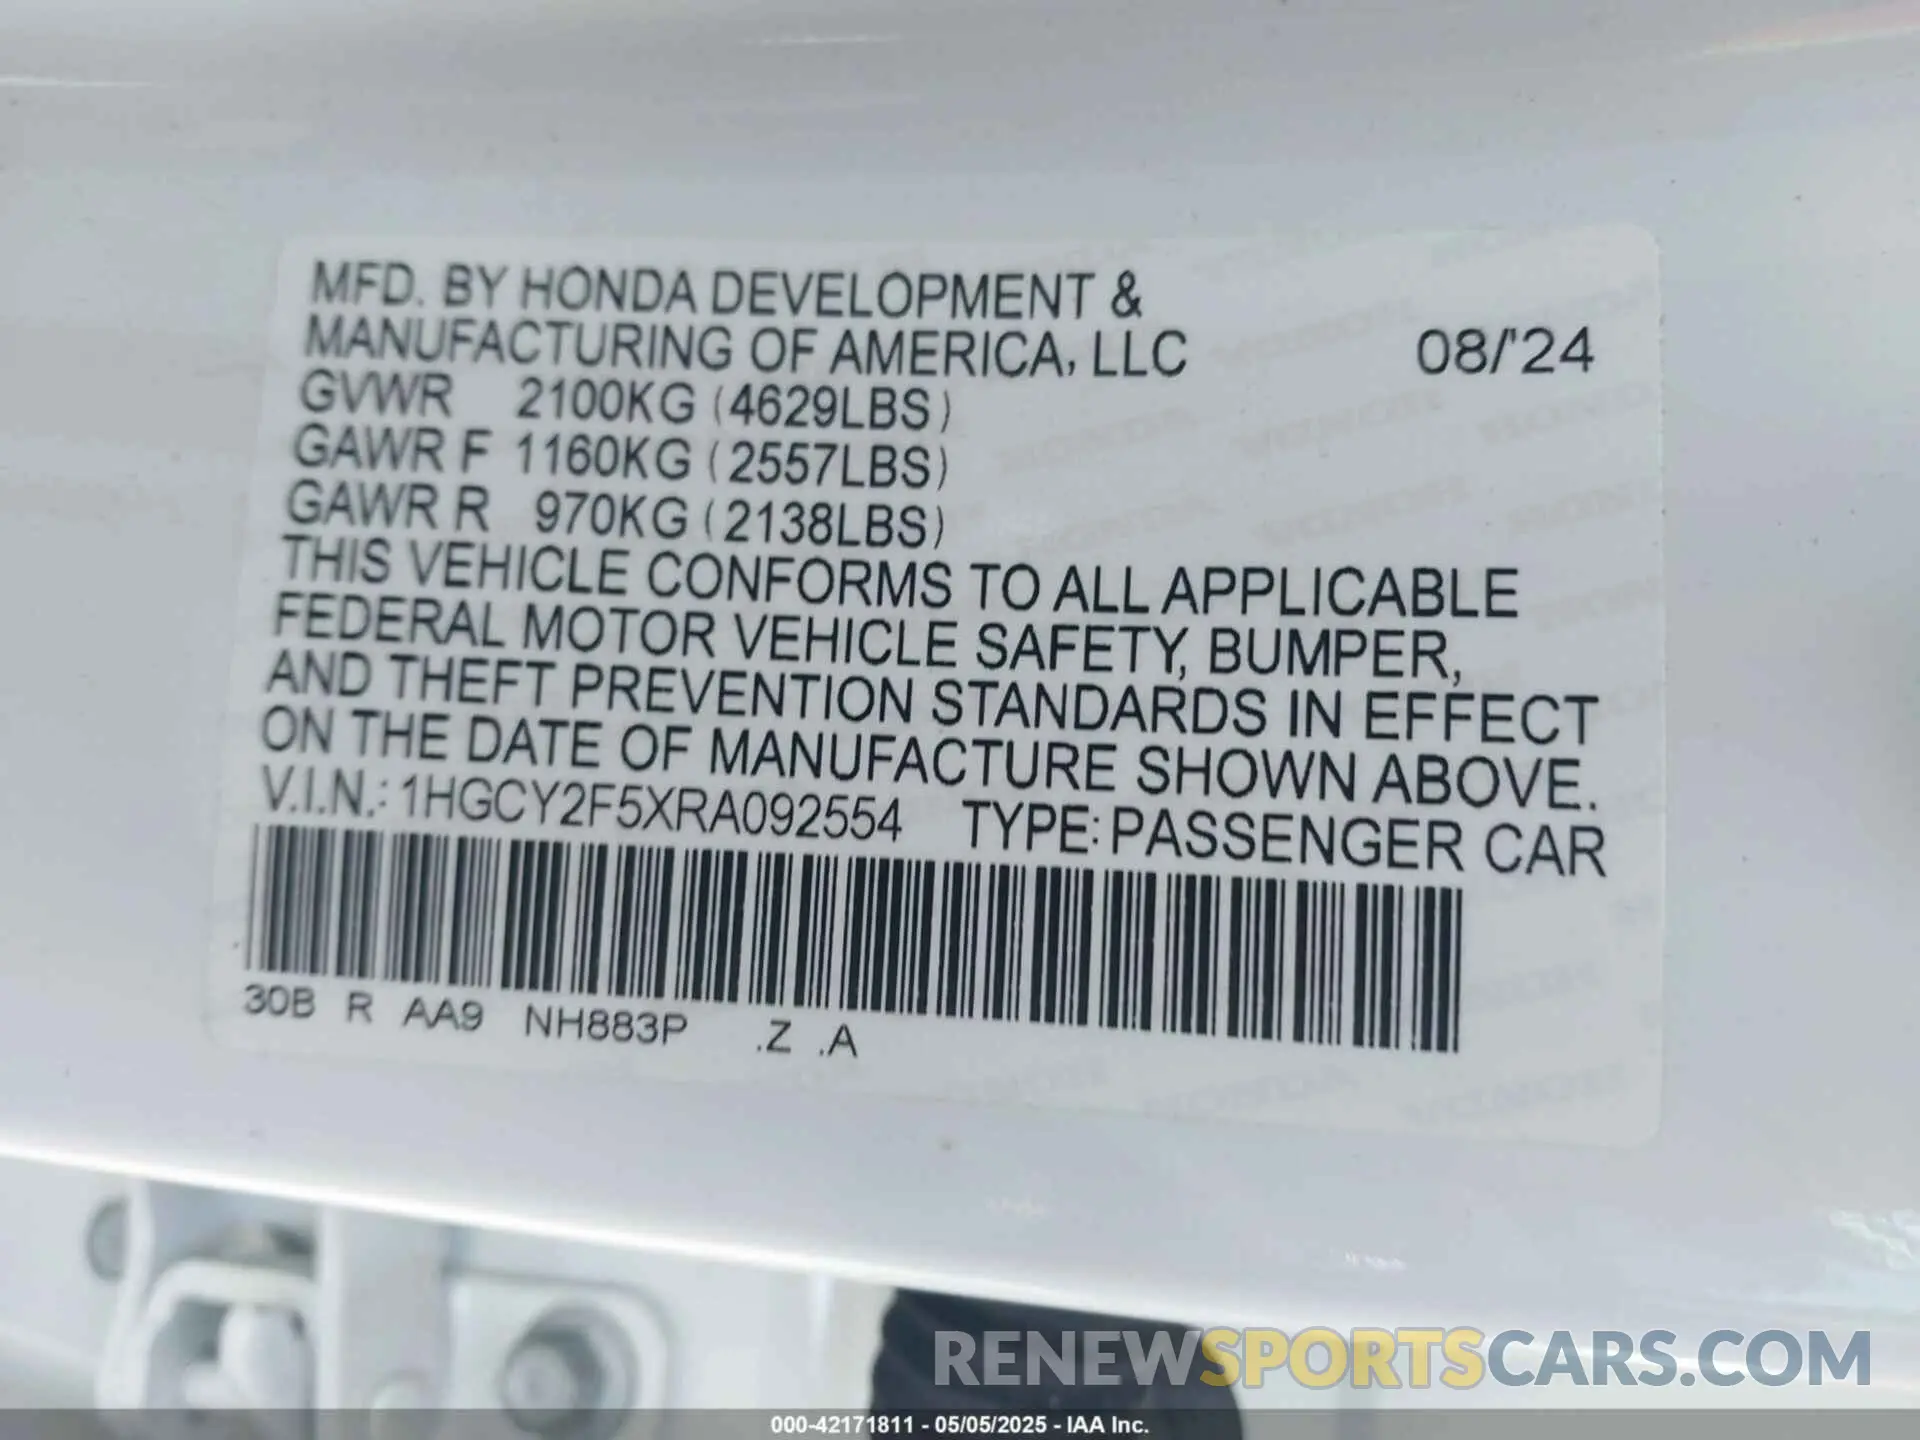 MFD. BY HONDA DEVELOPMENT &
MANUFACTURING OF AMERICA, LLC 08/'24
GVWR 2100KG (4629LBS)
GAWR F 1160KG (2557LBS)
GAWR R 970KG (2138LBS)
THIS VEHICLE CONFORMS TO ALL APPLICABLE
FEDERAL MOTOR VEHICLE SAFETY, BUMPER,
AND THEFT PREVENTION STANDARDS IN EFFECT
ON THE DATE OF MANUFACTURE SHOWN ABOVE.
V.I.N.: 1HGCY2F5XRA092554 TYPE: PASSENGER CAR
30B R AA9 NH883P .Z .A
RENEWSPORTSCARS.COM
000-42171811 - 05/05/2025 - IAA Inc.